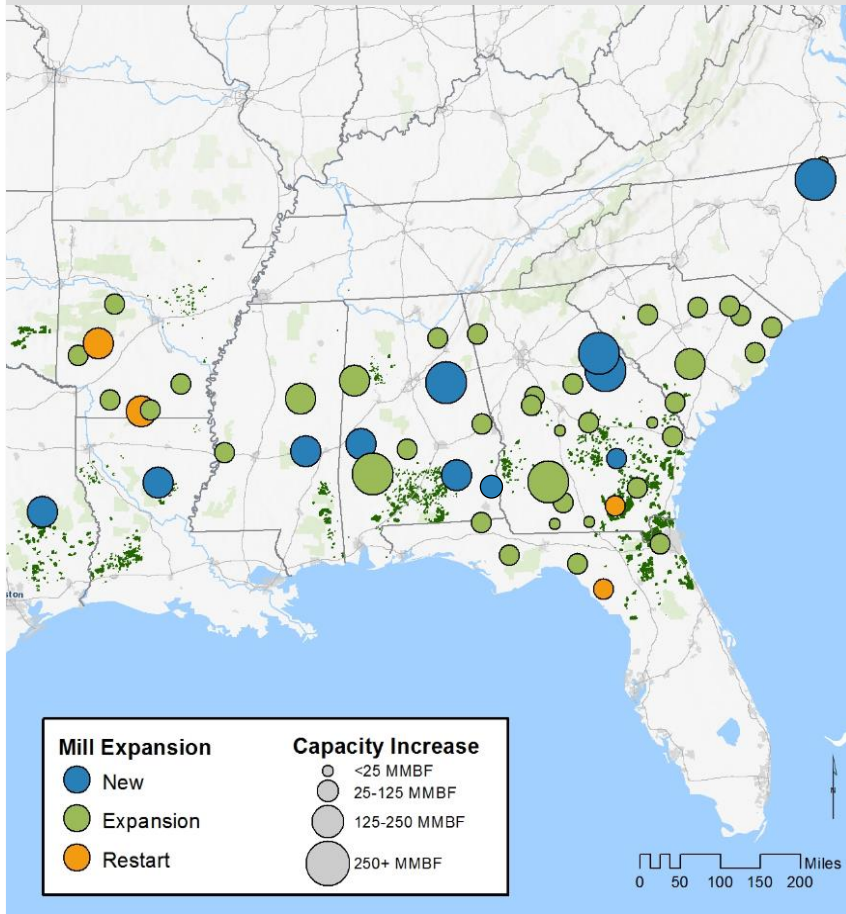 ston
Mill Expansion
New
Expansion
Restart
Capacity Increase
<25 MMBF
25-125 MMBF
125-250 MMBF
250+ MMBF
N
Miles
0 50 100 150 200